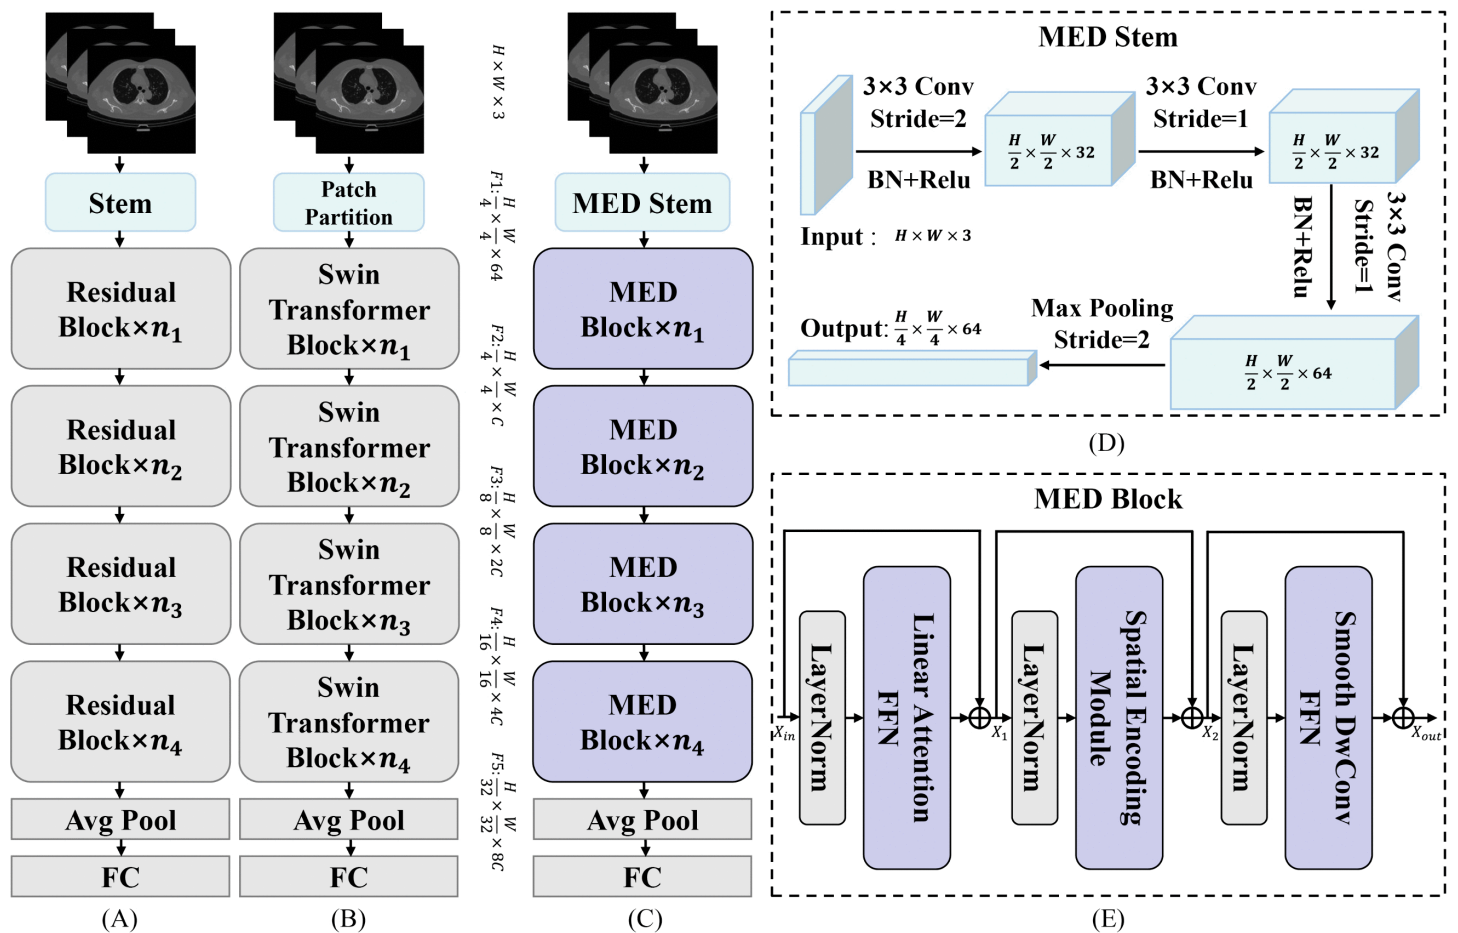 Stem
Residual
Block×n₁
Residual
Block×n₂
Residual
Block×n₃
Residual
Block×n₄
Avg Pool
FC
(A)
Patch
Partition
Swin
Transformer
Block×n₁
Swin
Transformer
Block×n₂
Swin
Transformer
Block×n₃
Swin
Transformer
Block×n₄
Avg Pool
FC
(B)
H×W×3
F1: H/4 × W/4 × 64
F2: H/4 × W/4 × C
F3: H/8 × W/8 × 2C
F4: H/16 × W/16 × 4C
F5: H/32 × W/32 × 8C
MED Stem
MED
Block×n₁
MED
Block×n₂
MED
Block×n₃
MED
Block×n₄
Avg Pool
FC
(C)
MED Stem
3×3 Conv
Stride=2
BN+Relu
H/2 × W/2 × 32
3×3 Conv
Stride=1
BN+Relu
H/2 × W/2 × 32
Input : H×W×3
3×3 Conv
Stride=1
BN+Relu
H/2 × W/2 × 64
Max Pooling
Stride=2
Output: H/4 × W/4 × 64
(D)
MED Block
Xᵢₙ
LayerNorm
Linear Attention
FFN
X₁
LayerNorm
Spatial Encoding
Module
X₂
LayerNorm
Smooth DwConv
FFN
Xₒᵤₜ
(E)